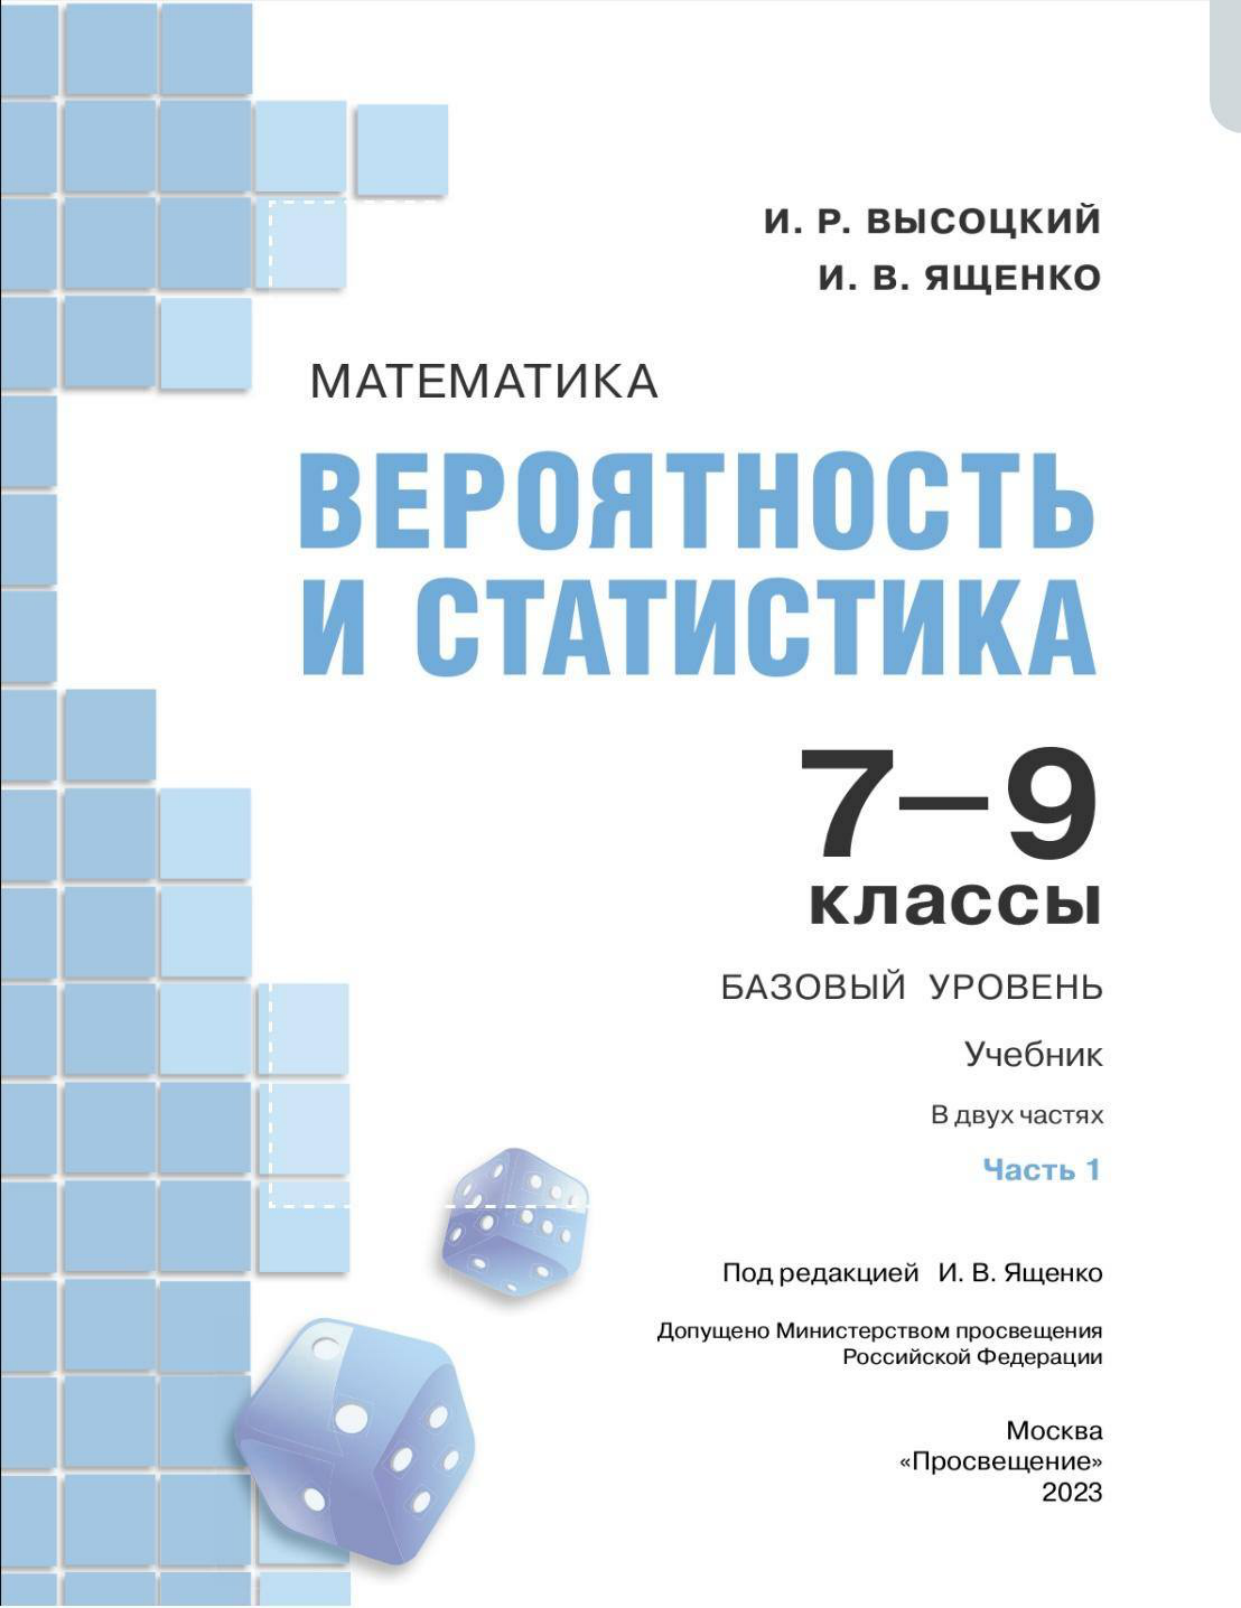 И. Р. ВЫСОЦКИЙ
И. В. ЯЩЕНКО
МАТЕМАТИКА
ВЕРОЯТНОСТЬ
И СТАТИСТИКА
7—9
классы
БАЗОВЫЙ УРОВЕНЬ
Учебник
В двух частях
Часть 1
Под редакцией И. В. Ященко
Допущено Министерством просвещения
Российской Федерации
Москва
«Просвещение»
2023